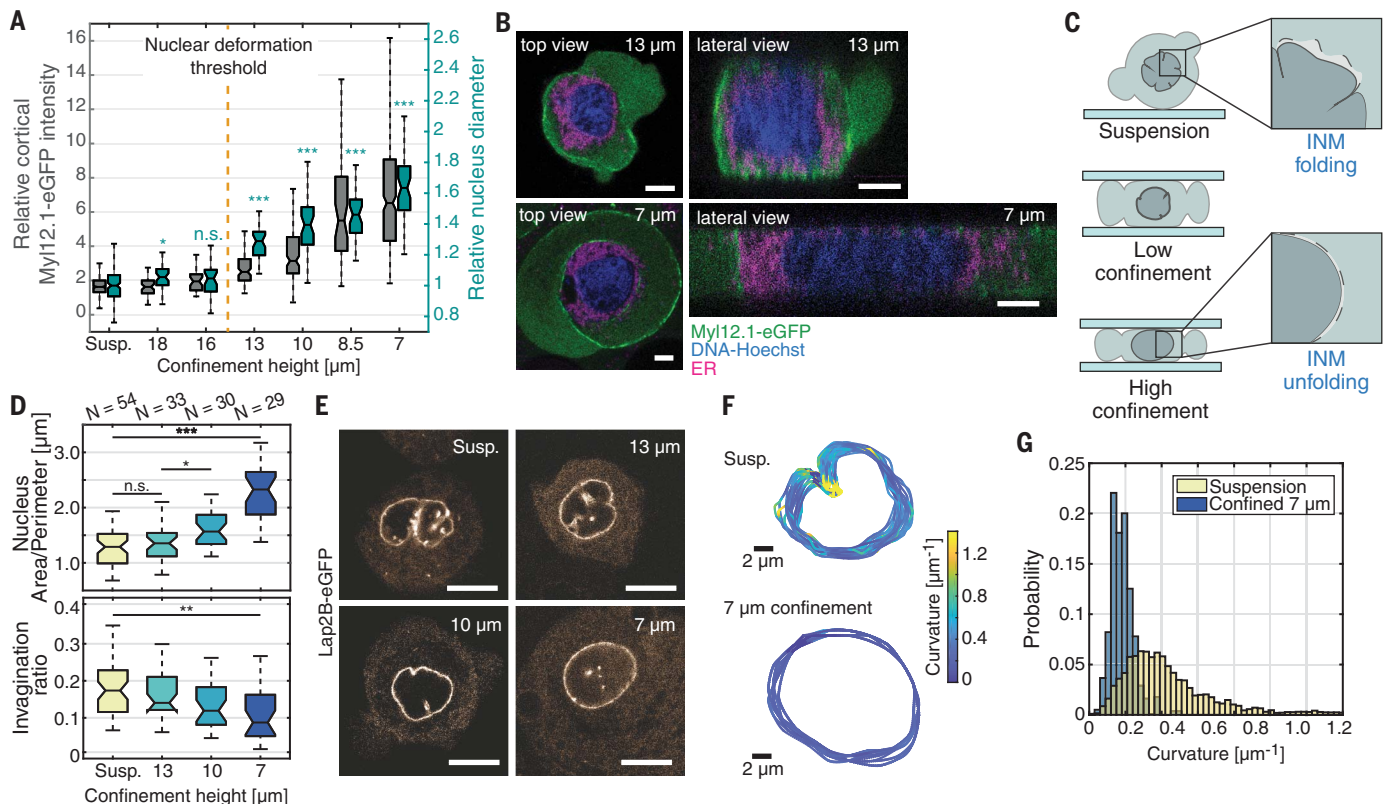 A
Relative cortical
Myl12.1-eGFP intensity
16
14
12
10
8
6
4
2
0
Nuclear deformation
threshold
*
n.s.
***
***
***
***
2.6
2.4
2.2
2
1.8
1.6
1.4
1.2
1
0.8
Relative nucleus diameter
Susp. 18 16 13 10 8.5 7
Confinement height [µm]
B
top view 13 µm
lateral view 13 µm
top view 7 µm
lateral view 7 µm
Myl12.1-eGFP
DNA-Hoechst
ER
C
Suspension
INM
folding
Low
confinement
High
confinement
INM
unfolding
D
N = 54 N = 33 N = 30 N = 29
Nucleus
Area/Perimeter [µm]
3.0
2.0
1.0
***
*
n.s.
Invagination
ratio
0.4
0.3
0.2
0.1
0
**
Susp. 13 10 7
Confinement height [µm]
E
Lap2B-eGFP
Susp.
13 µm
10 µm
7 µm
F
Susp.
2 µm
7 µm confinement
2 µm
Curvature [µm⁻¹]
1.2
0.8
0.4
0
G
Probability
0.25
0.20
0.15
0.10
0.05
0
Suspension
Confined 7 µm
0 0.2 0.4 0.6 0.8 1.0 1.2
Curvature [µm⁻¹]